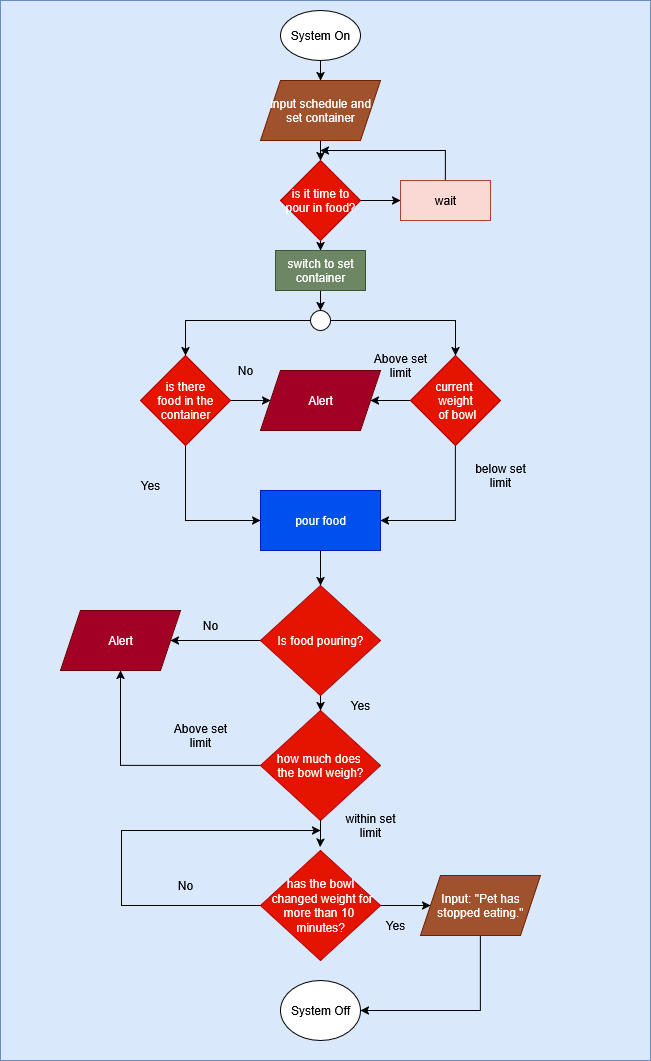 System On
Input schedule and
set container
is it time to
pour in food?
wait
switch to set
container
is there
food in the
container
No
Alert
Above set
limit
current
weight
of bowl
Yes
below set
limit
pour food
Is food pouring?
No
Alert
Yes
Above set
limit
how much does
the bowl weigh?
within set
limit
has the bowl
changed weight for
more than 10
minutes?
No
Yes
Input: "Pet has
stopped eating."
System Off